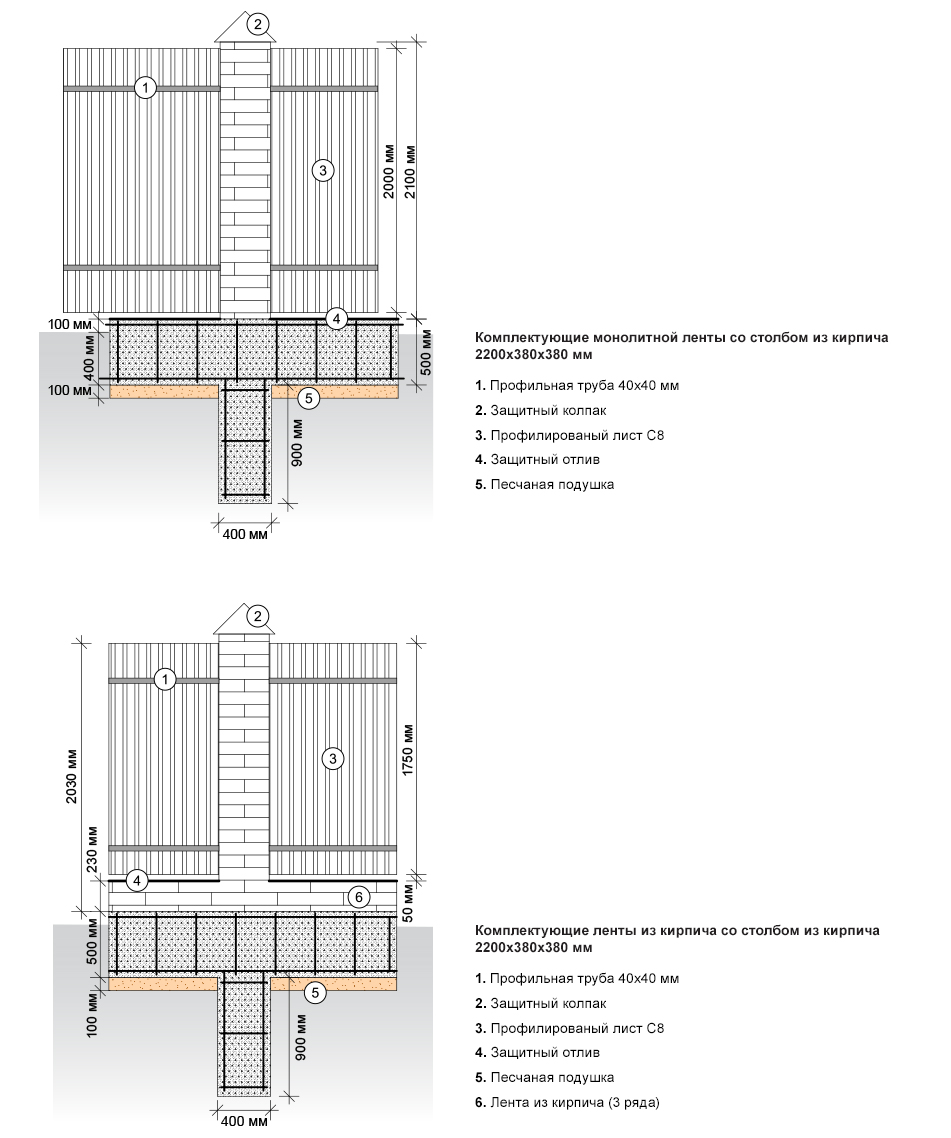 2
1
3
2000 мм
2100 мм
4
100 мм
400 мм
500 мм
100 мм
5
900 мм
400 мм
Комплектующие монолитной ленты со столбом из кирпича
2200х380х380 мм
1. Профильная труба 40х40 мм
2. Защитный колпак
3. Профилированый лист С8
4. Защитный отлив
5. Песчаная подушка
2
1
3
2030 мм
1750 мм
230 мм
4
6
50 мм
500 мм
5
100 мм
900 мм
400 мм
Комплектующие ленты из кирпича со столбом из кирпича
2200х380х380 мм
1. Профильная труба 40х40 мм
2. Защитный колпак
3. Профилированый лист С8
4. Защитный отлив
5. Песчаная подушка
6. Лента из кирпича (3 ряда)